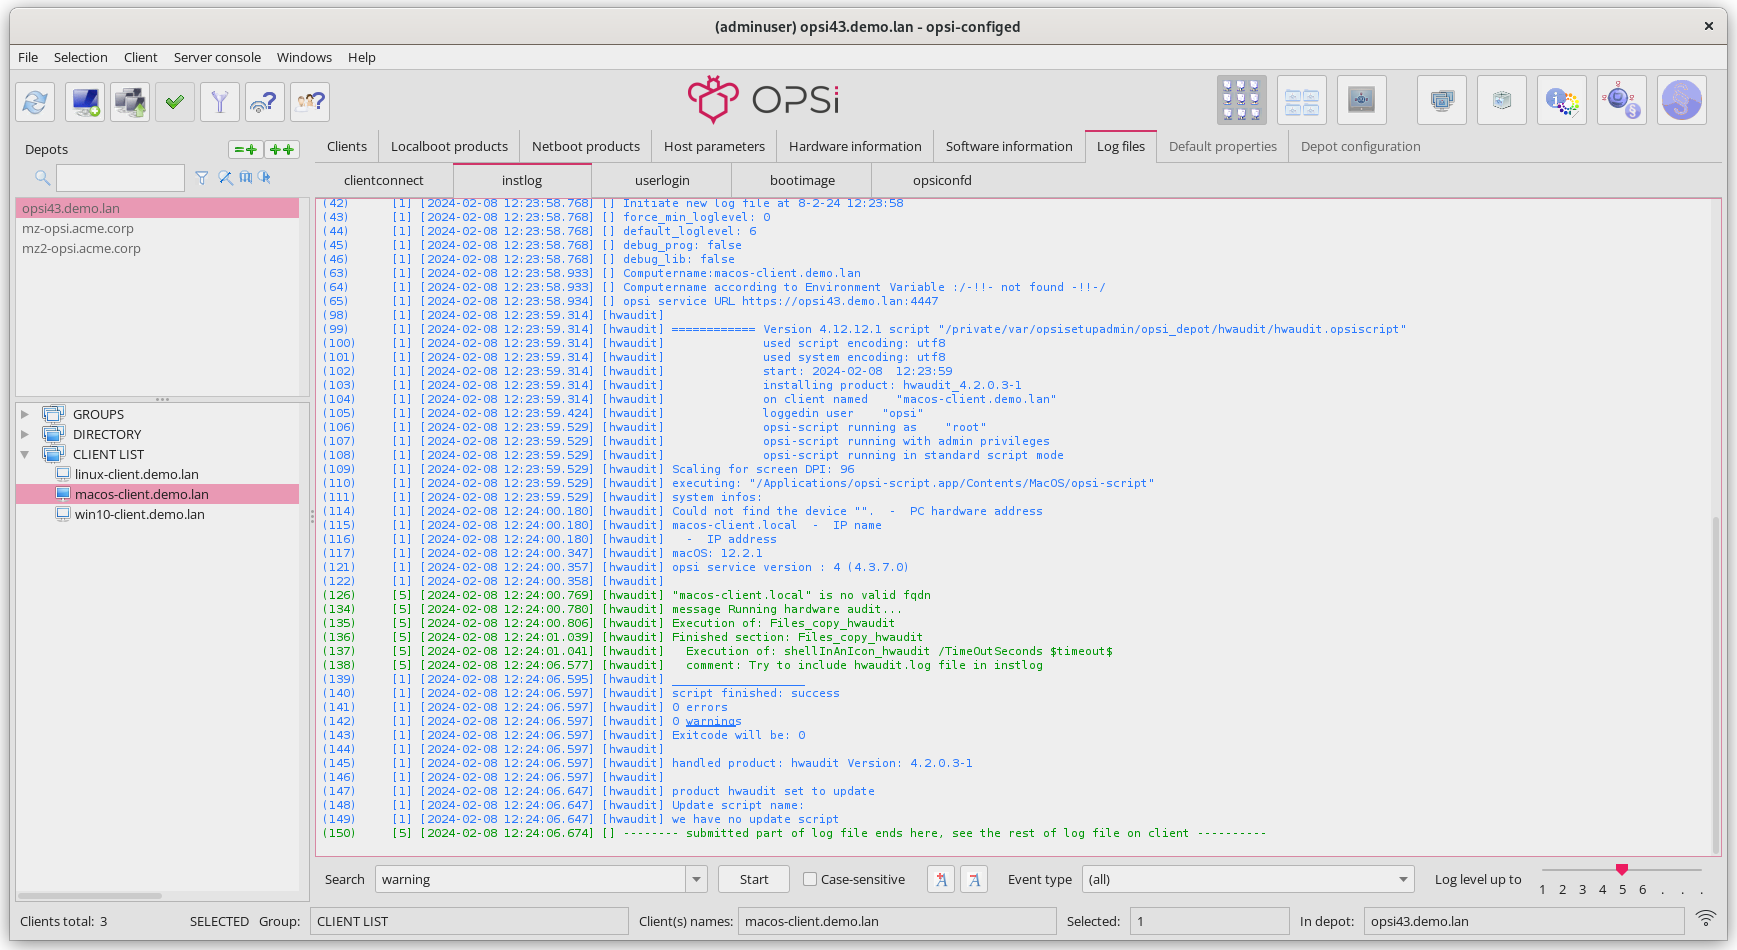 (adminuser) opsi43.demo.lan - opsi-configed
File Selection Client Server console Windows Help
OPSi
Depots
Clients Localboot products Netboot products Host parameters Hardware information Software information Log files Default properties Depot configuration
clientconnect instlog userlogin bootimage opsiconfd
opsi43.demo.lan
mz-opsi.acme.corp
mz2-opsi.acme.corp
GROUPS
DIRECTORY
CLIENT LIST
linux-client.demo.lan
macos-client.demo.lan
win10-client.demo.lan
(42) [1] [2024-02-08 12:23:58.768] [] Initiate new log file at 8-2-24 12:23:58
(43) [1] [2024-02-08 12:23:58.768] [] force_min_loglevel: 0
(44) [1] [2024-02-08 12:23:58.768] [] default_loglevel: 6
(45) [1] [2024-02-08 12:23:58.768] [] debug_prog: false
(46) [1] [2024-02-08 12:23:58.768] [] debug_lib: false
(63) [1] [2024-02-08 12:23:58.933] [] Computername:macos-client.demo.lan
(64) [1] [2024-02-08 12:23:58.933] [] Computername according to Environment Variable :/-!!- not found -!!-/
(65) [1] [2024-02-08 12:23:58.934] [] opsi service URL https://opsi43.demo.lan:4447
(98) [1] [2024-02-08 12:23:59.314] [hwaudit]
(99) [1] [2024-02-08 12:23:59.314] [hwaudit] ============ Version 4.12.12.1 script "/private/var/opsisetupadmin/opsi_depot/hwaudit/hwaudit.opsiscript"
(100) [1] [2024-02-08 12:23:59.314] [hwaudit] used script encoding: utf8
(101) [1] [2024-02-08 12:23:59.314] [hwaudit] used system encoding: utf8
(102) [1] [2024-02-08 12:23:59.314] [hwaudit] start: 2024-02-08 12:23:59
(103) [1] [2024-02-08 12:23:59.314] [hwaudit] installing product: hwaudit_4.2.0.3-1
(104) [1] [2024-02-08 12:23:59.314] [hwaudit] on client named "macos-client.demo.lan"
(105) [1] [2024-02-08 12:23:59.424] [hwaudit] loggedin user "opsi"
(106) [1] [2024-02-08 12:23:59.529] [hwaudit] opsi-script running as "root"
(107) [1] [2024-02-08 12:23:59.529] [hwaudit] opsi-script running with admin privileges
(108) [1] [2024-02-08 12:23:59.529] [hwaudit] opsi-script running in standard script mode
(109) [1] [2024-02-08 12:23:59.529] [hwaudit] Scaling for screen DPI: 96
(110) [1] [2024-02-08 12:23:59.529] [hwaudit] executing: "/Applications/opsi-script.app/Contents/MacOS/opsi-script"
(111) [1] [2024-02-08 12:23:59.529] [hwaudit] system infos:
(114) [1] [2024-02-08 12:24:00.180] [hwaudit] Could not find the device "". - PC hardware address
(115) [1] [2024-02-08 12:24:00.180] [hwaudit] macos-client.local - IP name
(116) [1] [2024-02-08 12:24:00.180] [hwaudit] - IP address
(117) [1] [2024-02-08 12:24:00.347] [hwaudit] macOS: 12.2.1
(121) [1] [2024-02-08 12:24:00.357] [hwaudit] opsi service version : 4 (4.3.7.0)
(122) [1] [2024-02-08 12:24:00.358] [hwaudit]
(126) [5] [2024-02-08 12:24:00.769] [hwaudit] "macos-client.local" is no valid fqdn
(134) [5] [2024-02-08 12:24:00.780] [hwaudit] message Running hardware audit...
(135) [5] [2024-02-08 12:24:00.806] [hwaudit] Execution of: Files_copy_hwaudit
(136) [5] [2024-02-08 12:24:01.039] [hwaudit] Finished section: Files_copy_hwaudit
(137) [5] [2024-02-08 12:24:01.041] [hwaudit] Execution of: shellInAnIcon_hwaudit /TimeOutSeconds $timeout$
(138) [5] [2024-02-08 12:24:06.577] [hwaudit] comment: Try to include hwaudit.log file in instlog
(139) [1] [2024-02-08 12:24:06.595] [hwaudit] ___________________
(140) [1] [2024-02-08 12:24:06.597] [hwaudit] script finished: success
(141) [1] [2024-02-08 12:24:06.597] [hwaudit] 0 errors
(142) [1] [2024-02-08 12:24:06.597] [hwaudit] 0 warnings
(143) [1] [2024-02-08 12:24:06.597] [hwaudit] Exitcode will be: 0
(144) [1] [2024-02-08 12:24:06.597] [hwaudit]
(145) [1] [2024-02-08 12:24:06.597] [hwaudit] handled product: hwaudit Version: 4.2.0.3-1
(146) [1] [2024-02-08 12:24:06.597] [hwaudit]
(147) [1] [2024-02-08 12:24:06.647] [hwaudit] product hwaudit set to update
(148) [1] [2024-02-08 12:24:06.647] [hwaudit] Update script name:
(149) [1] [2024-02-08 12:24:06.647] [hwaudit] we have no update script
(150) [5] [2024-02-08 12:24:06.674] [] -------- submitted part of log file ends here, see the rest of log file on client ----------
Search warning Start Case-sensitive Event type (all) Log level up to 1 2 3 4 5 6 . . .
Clients total: 3 SELECTED Group: CLIENT LIST Client(s) names: macos-client.demo.lan Selected: 1 In depot: opsi43.demo.lan